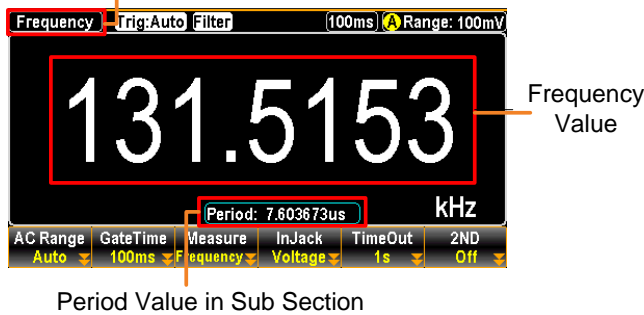 Frequency Trig:Auto Filter 100ms A Range: 100mV
131.5153
Frequency
Value
Period: 7.603673us kHz
AC Range GateTime Measure InJack TimeOut 2ND
Auto 100ms Frequency Voltage 1s Off
Period Value in Sub Section